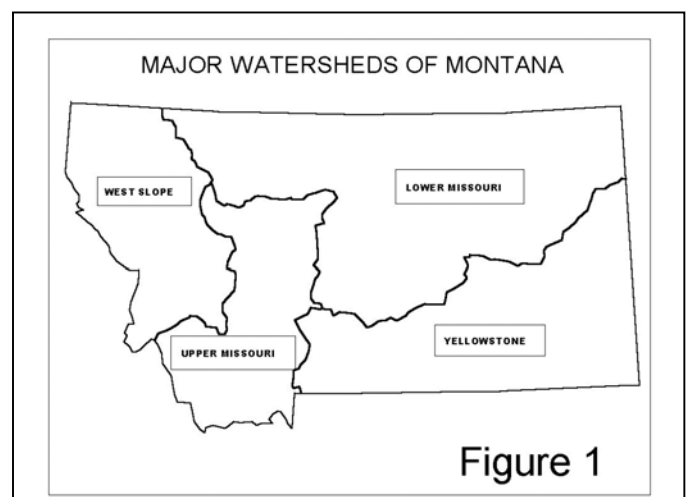 MAJOR WATERSHEDS OF MONTANA
WEST SLOPE
LOWER MISSOURI
UPPER MISSOURI
YELLOWSTONE
Figure 1